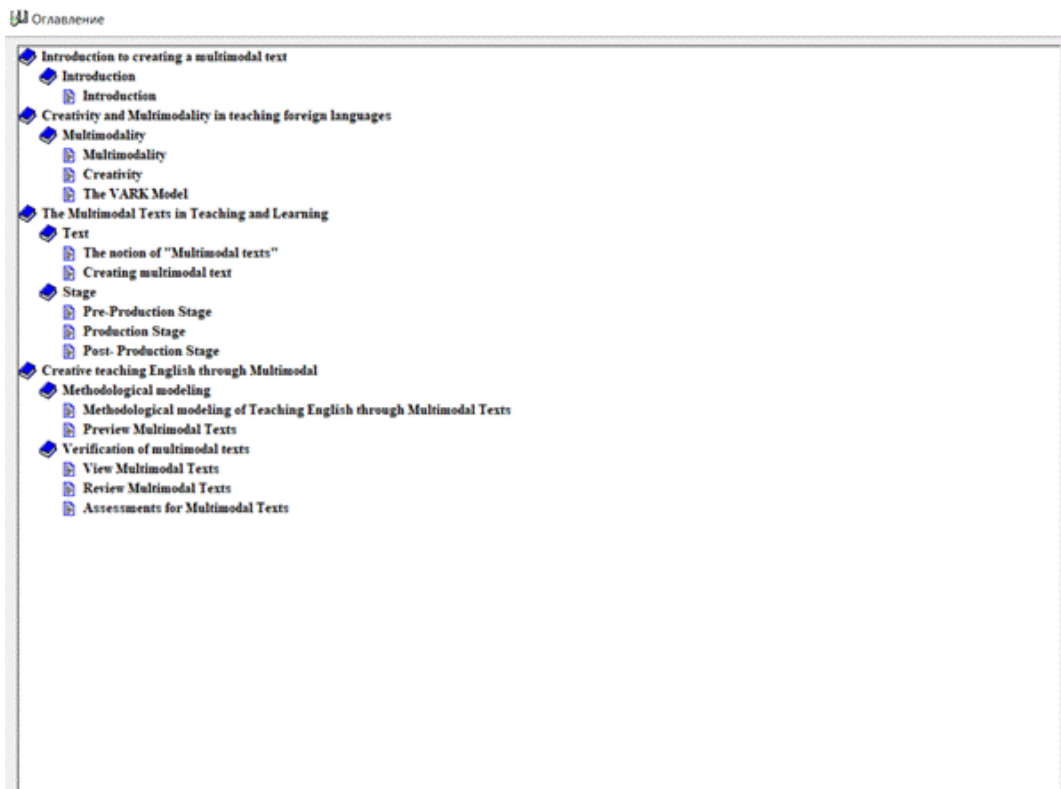 Оглавление
Introduction to creating a multimodal text
Introduction
Introduction
Creativity and Multimodality in teaching foreign languages
Multimodality
Multimodality
Creativity
The VARK Model
The Multimodal Texts in Teaching and Learning
Text
The notion of "Multimodal texts"
Creating multimodal text
Stage
Pre-Production Stage
Production Stage
Post- Production Stage
Creative teaching English through Multimodal
Methodological modeling
Methodological modeling of Teaching English through Multimodal Texts
Preview Multimodal Texts
Verification of multimodal texts
View Multimodal Texts
Review Multimodal Texts
Assessments for Multimodal Texts